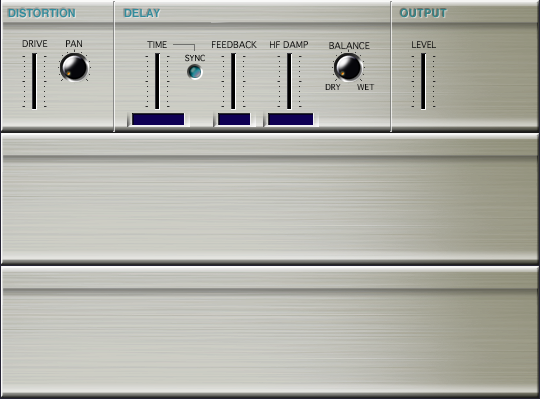 DISTORTION
DRIVE
PAN
DELAY
TIME
SYNC
FEEDBACK
HF DAMP
BALANCE
DRY WET
OUTPUT
LEVEL